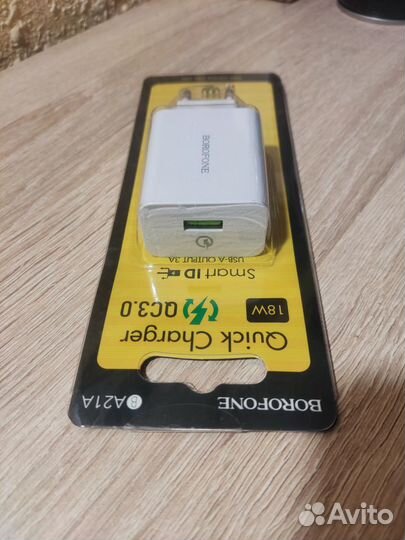 BOROFONE
BA21A
Quick Charger
18W
QC3.0
Smart ID
USB-A OUTPUT 3A
BOROFONE
Avito